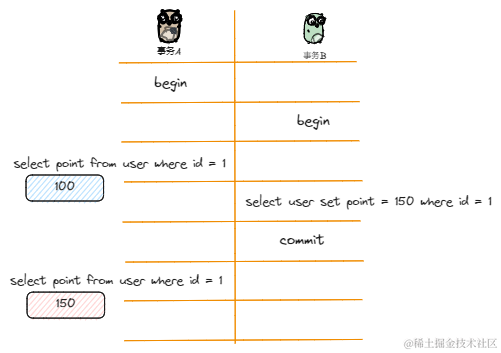 事务A
事务B
begin
begin
select point from user where id = 1
100
select user set point = 150 where id = 1
commit
select point from user where id = 1
150
@稀土掘金技术社区